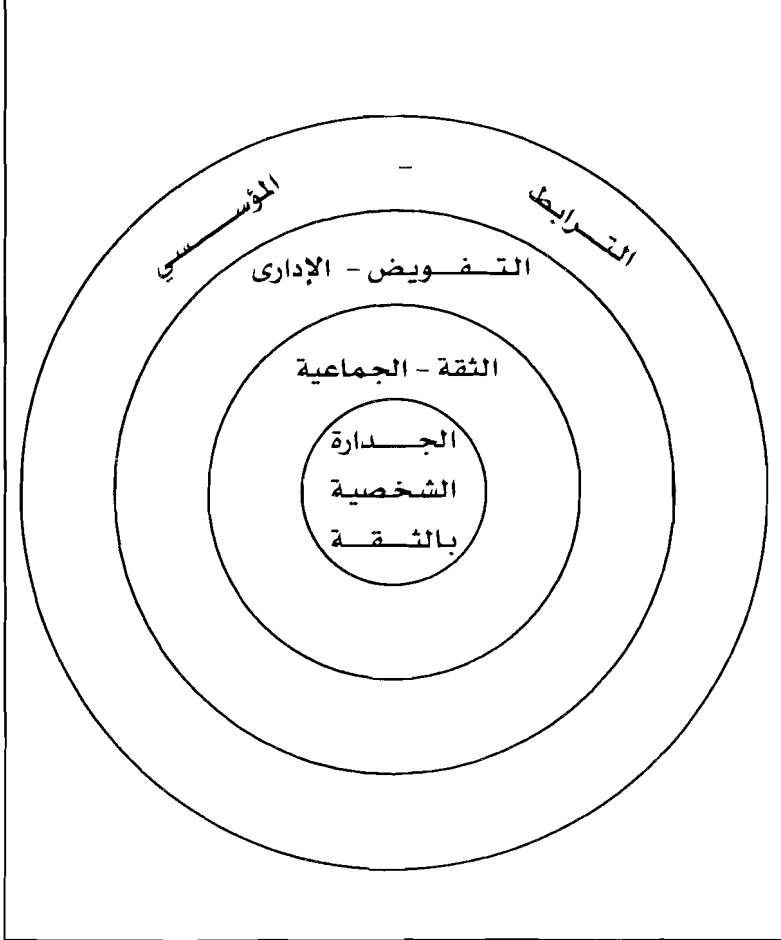 الترابط - المؤسسي
التفويض - الإدارى
الثقة - الجماعية
الجدارة
الشخصية
بالثقة